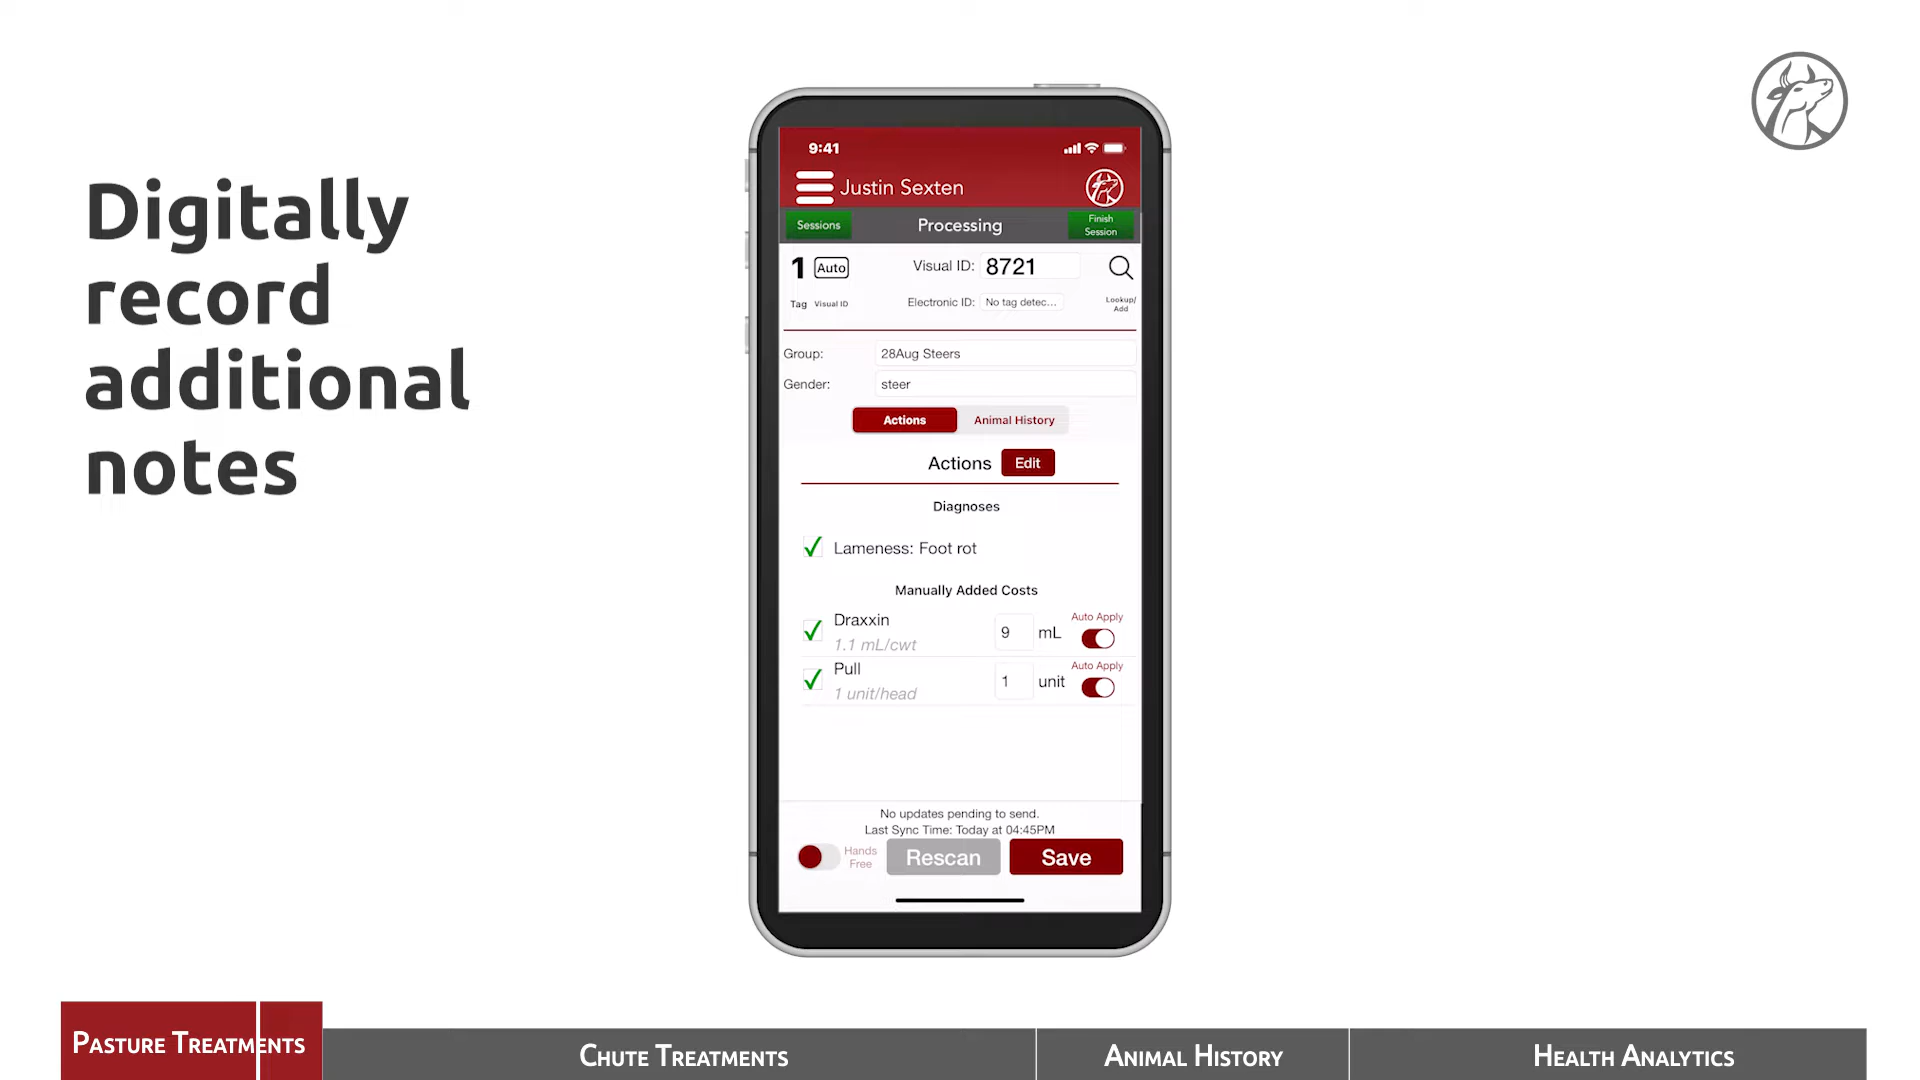 Digitally
record
additional
notes
9:41
Justin Sexten
Sessions
Processing
Finish
Session
1
Auto
Visual ID:
8721
Tag
Visual ID
Electronic ID:
No tag detec...
Lookup/
Add
Group:
28Aug Steers
Gender:
steer
Actions
Animal History
Actions
Edit
Diagnoses
Lameness: Foot rot
Manually Added Costs
Draxxin
1.1 mL/cwt
9
mL
Auto Apply
Pull
1 unit/head
1
unit
Auto Apply
No updates pending to send.
Last Sync Time: Today at 04:45PM
Hands
Free
Rescan
Save
Pasture Treatments
Chute Treatments
Animal History
Health Analytics